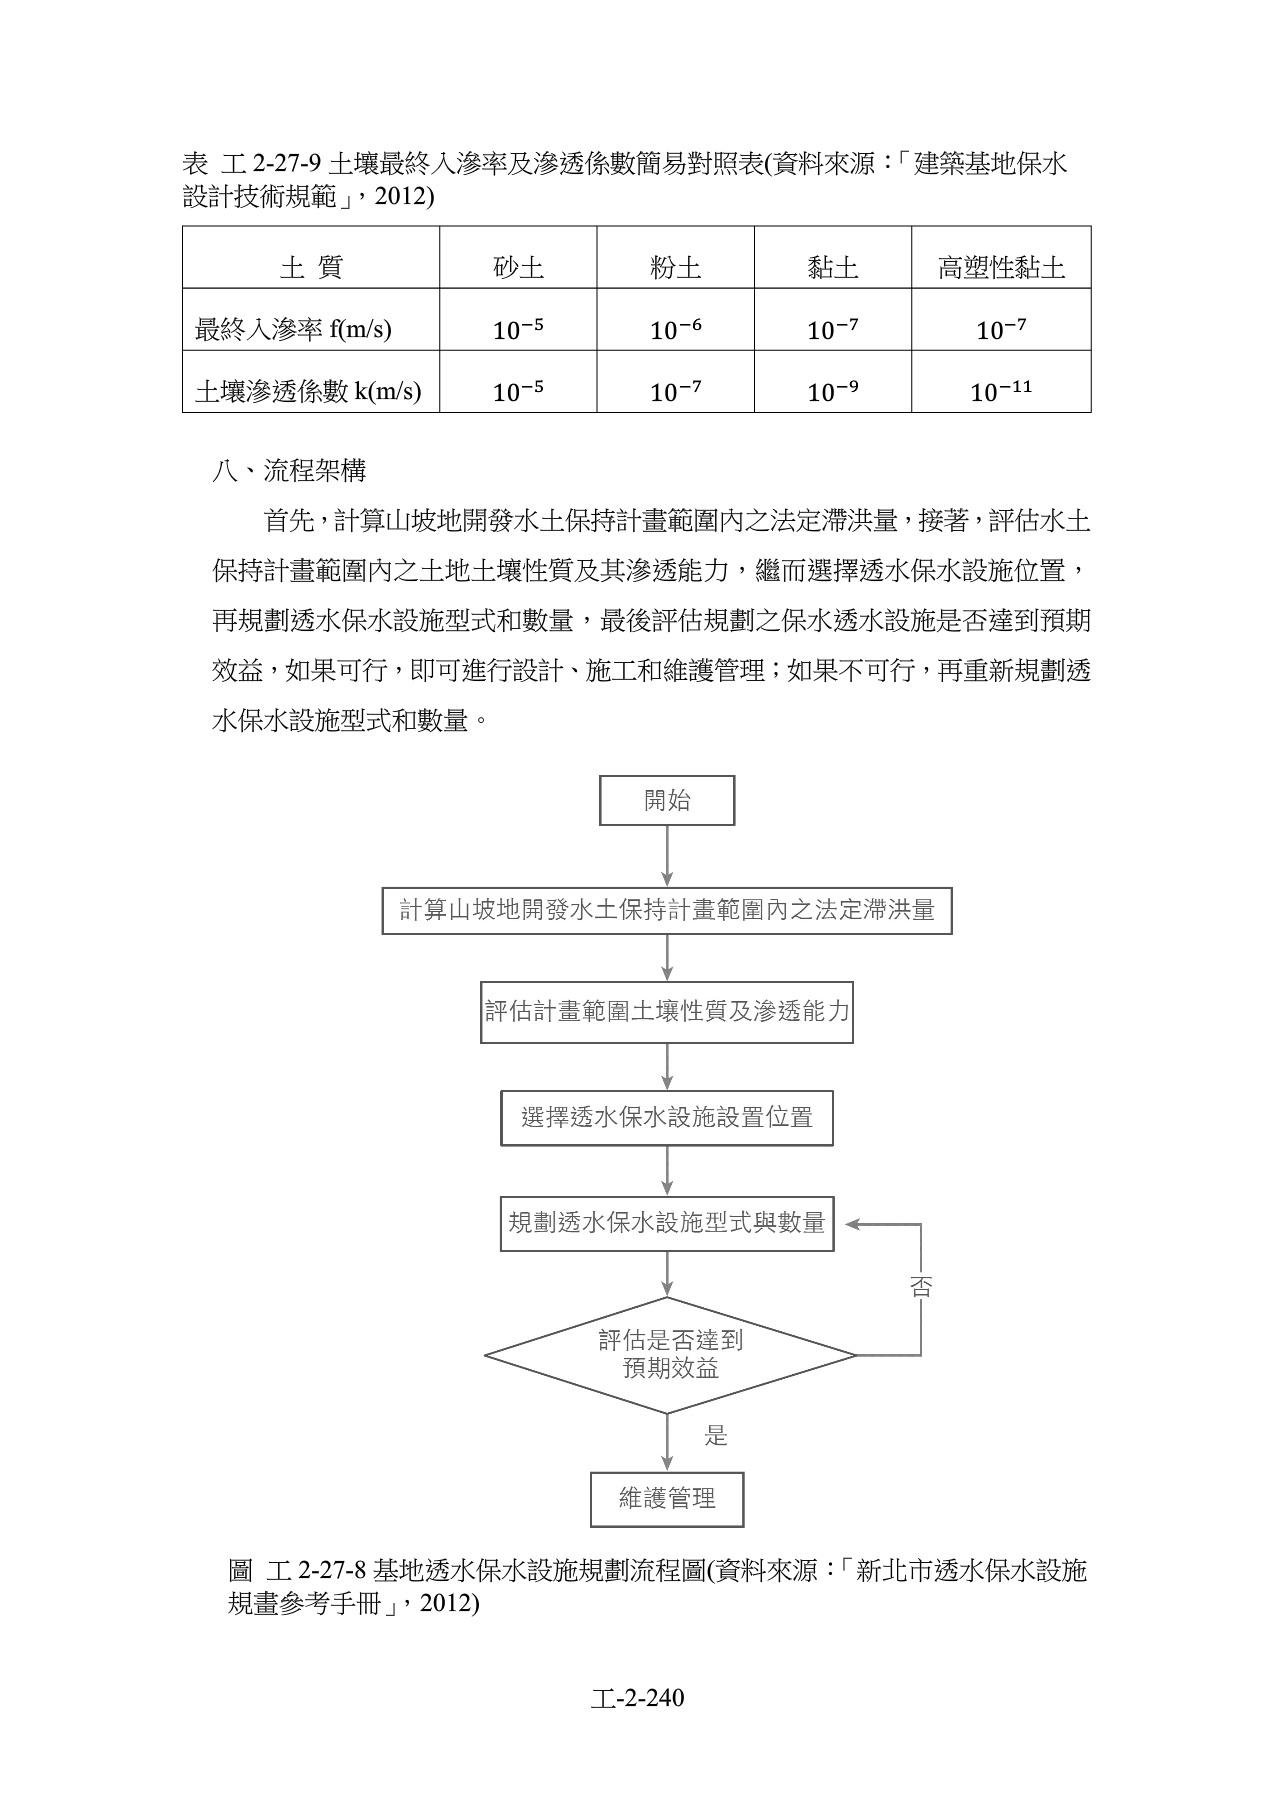 表 工 2-27-9 土壤最終入滲率及滲透係數簡易對照表(資料來源：「建築基地保水
設計技術規範」，2012)
土 質 砂土 粉土 黏土 高塑性黏土
最終入滲率 f(m/s) 10⁻⁵ 10⁻⁶ 10⁻⁷ 10⁻⁷
土壤滲透係數 k(m/s) 10⁻⁵ 10⁻⁷ 10⁻⁹ 10⁻¹¹
八、流程架構
首先，計算山坡地開發水土保持計畫範圍內之法定滯洪量，接著，評估水土
保持計畫範圍內之土地土壤性質及其滲透能力，繼而選擇透水保水設施位置，
再規劃透水保水設施型式和數量，最後評估規劃之保水透水設施是否達到預期
效益，如果可行，即可進行設計、施工和維護管理；如果不可行，再重新規劃透
水保水設施型式和數量。
開始
計算山坡地開發水土保持計畫範圍內之法定滯洪量
評估計畫範圍土壤性質及滲透能力
選擇透水保水設施設置位置
規劃透水保水設施型式與數量
否
評估是否達到
預期效益
是
維護管理
圖 工 2-27-8 基地透水保水設施規劃流程圖(資料來源：「新北市透水保水設施
規畫參考手冊」，2012)
工-2-240